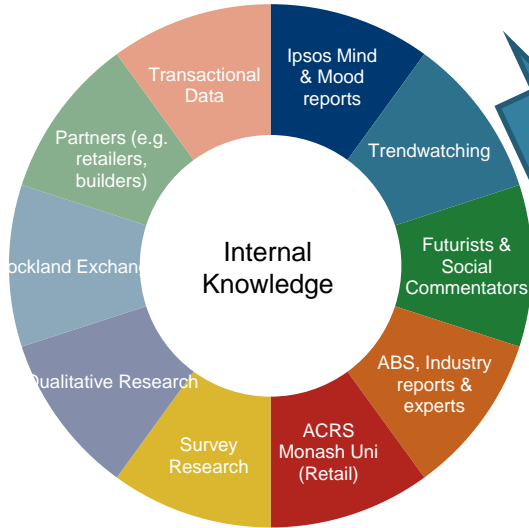 Ipsos Mind
& Mood
reports
Trendwatching
Futurists &
Social
Commentators
ABS, Industry
reports &
experts
ACRS
Monash Uni
(Retail)
Survey
Research
Qualitative Research
ockland Exchang
Partners (e.g.
retailers,
builders)
Transactional
Data
Internal
Knowledge